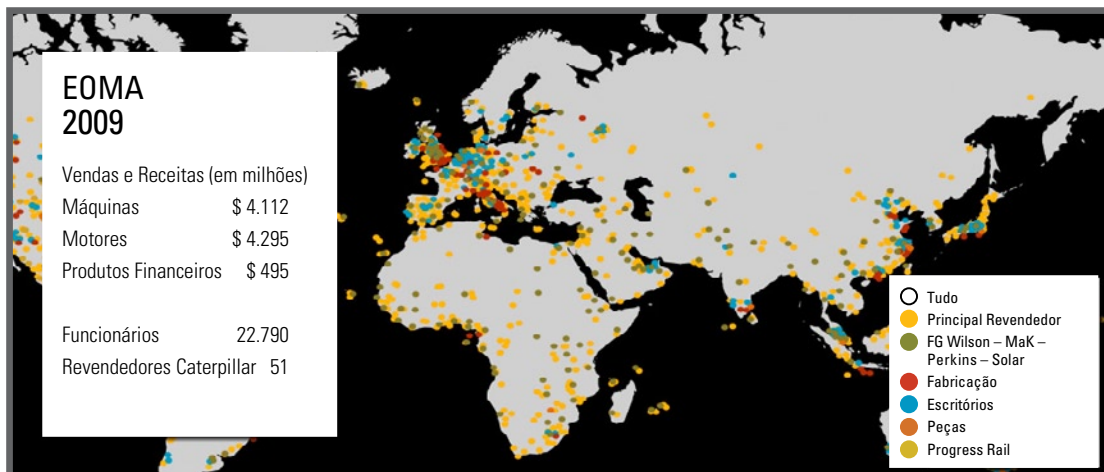 EOMA
2009
Vendas e Receitas (em milhões)
Máquinas $ 4.112
Motores $ 4.295
Produtos Financeiros $ 495
Funcionários 22.790
Revendedores Caterpillar 51
Tudo
Principal Revendedor
FG Wilson – MaK –
Perkins – Solar
Fabricação
Escritórios
Peças
Progress Rail